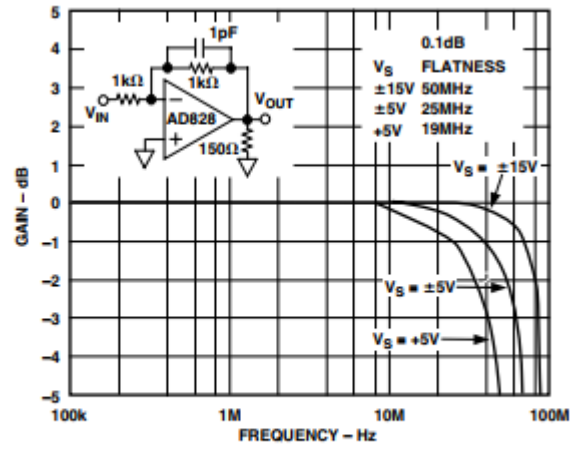 5
4
3
2
1
0
–1
–2
–3
–4
–5
GAIN – dB
1pF
1kΩ
1kΩ
VIN
–
+
AD828
VOUT
150Ω
0.1dB
VS FLATNESS
±15V 50MHz
±5V 25MHz
+5V 19MHz
VS = ±15V
VS = ±5V
VS = +5V
100k 1M 10M 100M
FREQUENCY – Hz